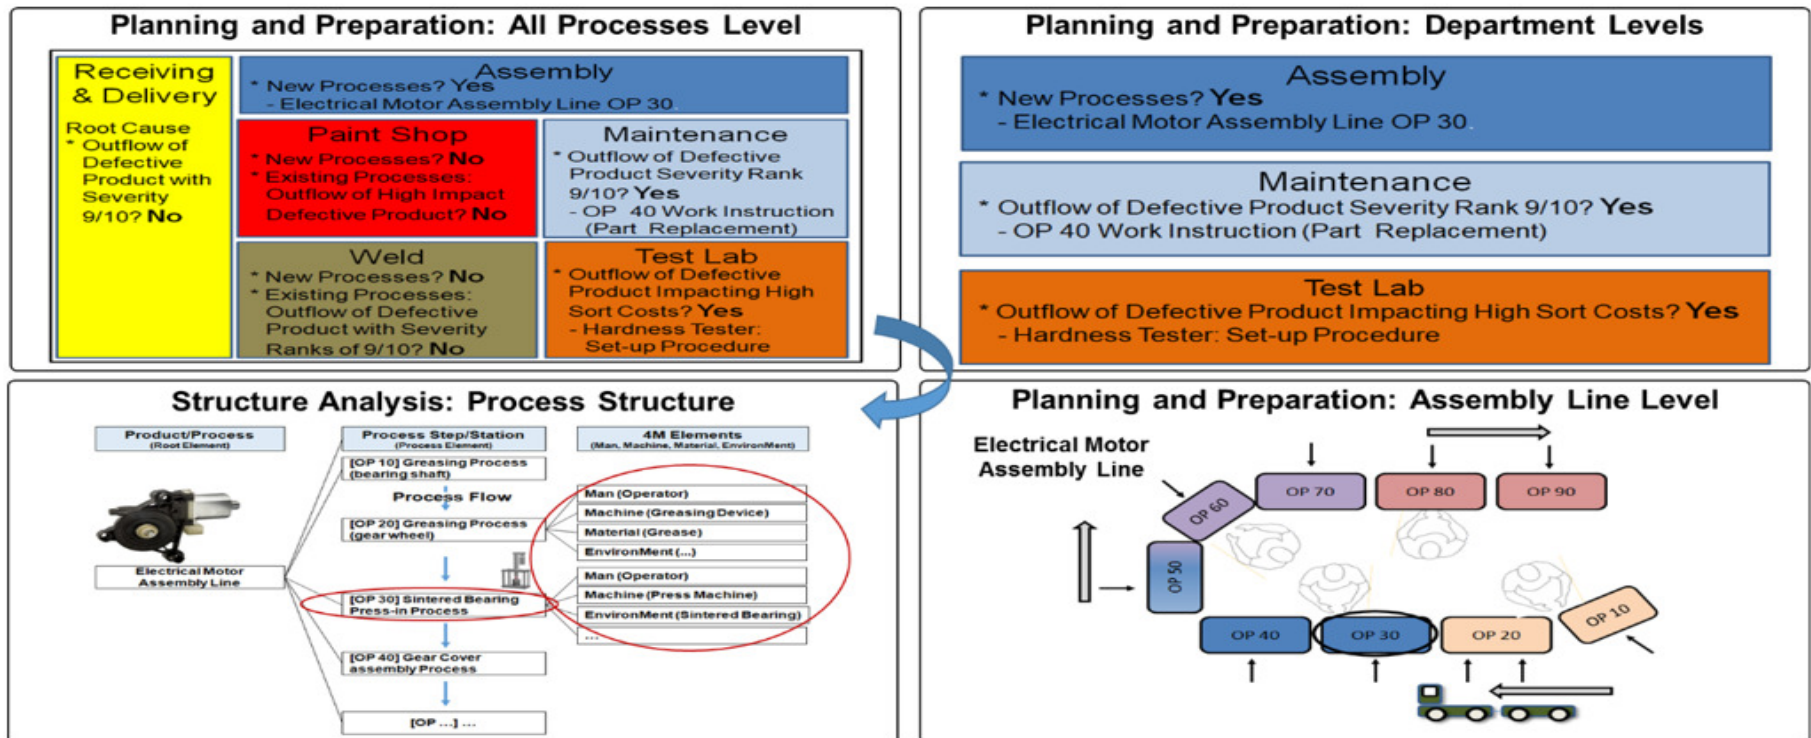 Planning and Preparation: All Processes Level
Receiving
& Delivery
Root Cause
* Outflow of
Defective
Product with
Severity
9/10? No
Assembly
* New Processes? Yes
- Electrical Motor Assembly Line OP 30.
Paint Shop
* New Processes? No
* Existing Processes:
Outflow of High Impact
Defective Product? No
Maintenance
* Outflow of Defective
Product Severity Rank
9/10? Yes
- OP 40 Work Instruction
(Part Replacement)
Weld
* New Processes? No
* Existing Processes:
Outflow of Defective
Product with Severity
Ranks of 9/10? No
Test Lab
* Outflow of Defective
Product Impacting High
Sort Costs? Yes
- Hardness Tester:
Set-up Procedure
Planning and Preparation: Department Levels
Assembly
* New Processes? Yes
- Electrical Motor Assembly Line OP 30.
Maintenance
* Outflow of Defective Product Severity Rank 9/10? Yes
- OP 40 Work Instruction (Part Replacement)
Test Lab
* Outflow of Defective Product Impacting High Sort Costs? Yes
- Hardness Tester: Set-up Procedure
Structure Analysis: Process Structure
Product/Process
(Root Element)
Process Step/Station
(Process Element)
4M Elements
(Man, Machine, Material, EnvironMent)
[OP 10] Greasing Process
(bearing shaft)
Process Flow
[OP 20] Greasing Process
(gear wheel)
Man (Operator)
Machine (Greasing Device)
Material (Grease)
EnvironMent (...)
Electrical Motor
Assembly Line
[OP 30] Sintered Bearing
Press-in Process
Man (Operator)
Machine (Press Machine)
EnvironMent (Sintered Bearing)
...
[OP 40] Gear Cover
assembly Process
[OP ...] ...
Planning and Preparation: Assembly Line Level
Electrical Motor
Assembly Line
OP 60
OP 70
OP 80
OP 90
OP 50
OP 40
OP 30
OP 20
OP 10